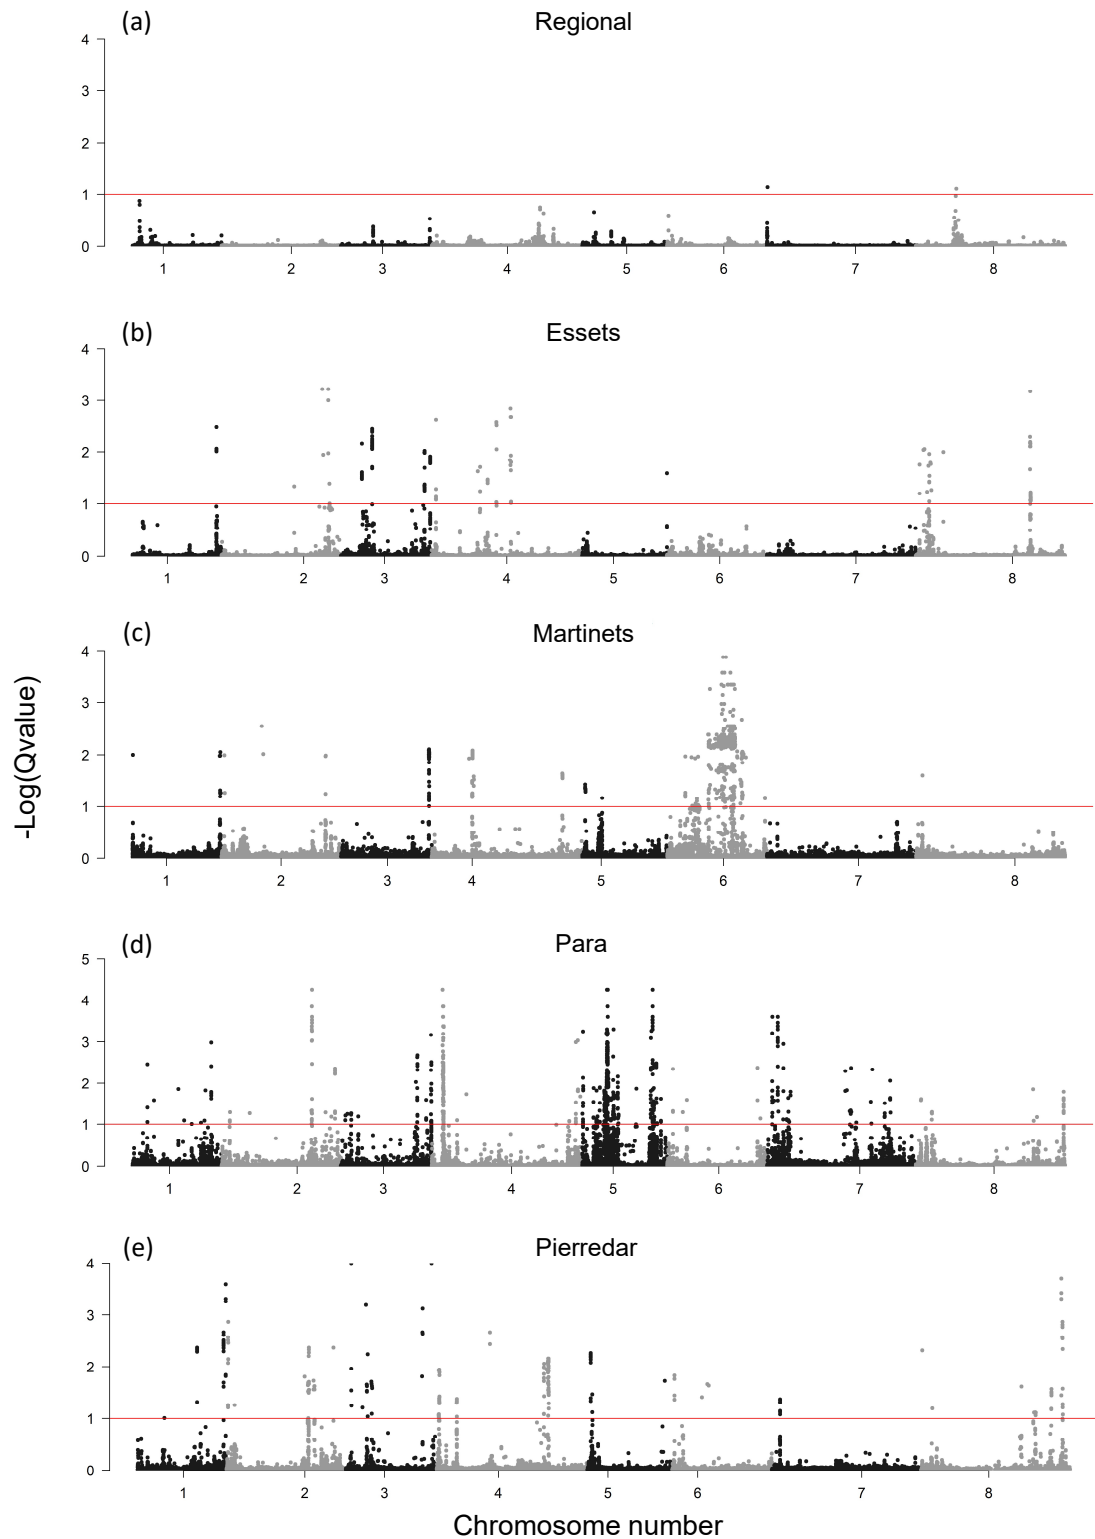 (a) Regional
4
3
2
1
0
1 2 3 4 5 6 7 8
(b) Essets
4
3
2
1
0
1 2 3 4 5 6 7 8
(c) Martinets
4
3
2
1
0
1 2 3 4 5 6 7 8
-Log(Qvalue)
(d) Para
5
4
3
2
1
0
1 2 3 4 5 6 7 8
(e) Pierredar
4
3
2
1
0
1 2 3 4 5 6 7 8
Chromosome number